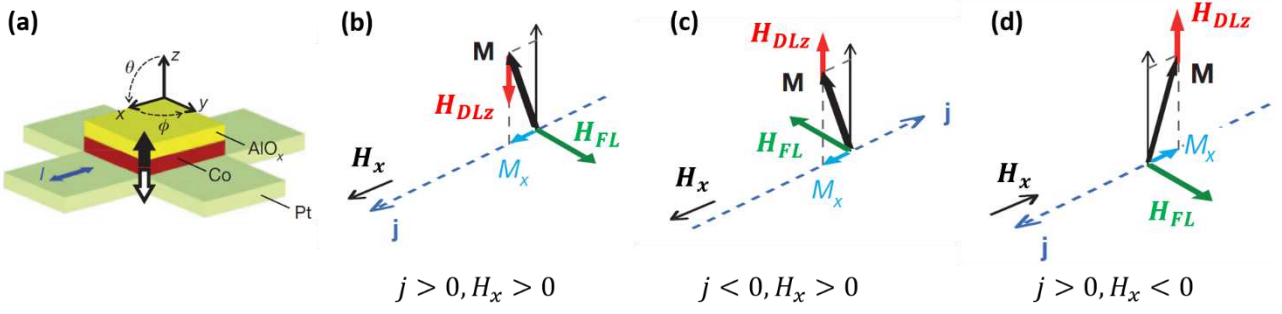 (a)
z
θ
x
y
ϕ
I
AlOₓ
Co
Pt
(b)
M
H_DLz
H_FL
M_x
H_x
j
j > 0, H_x > 0
(c)
H_DLz
M
j
H_FL
M_x
H_x
j < 0, H_x > 0
(d)
H_DLz
M
M_x
H_x
H_FL
j
j > 0, H_x < 0